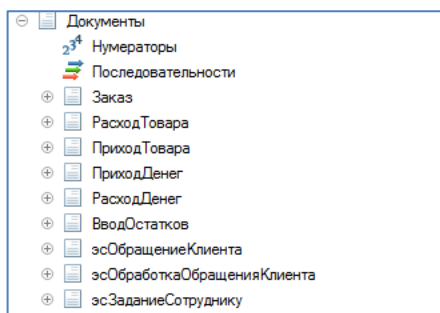 Документы
Нумераторы
Последовательности
Заказ
РасходТовара
ПриходТовара
ПриходДенег
РасходДенег
ВводОстатков
эсОбращениеКлиента
эсОбработкаОбращенияКлиента
эсЗаданиеСотруднику